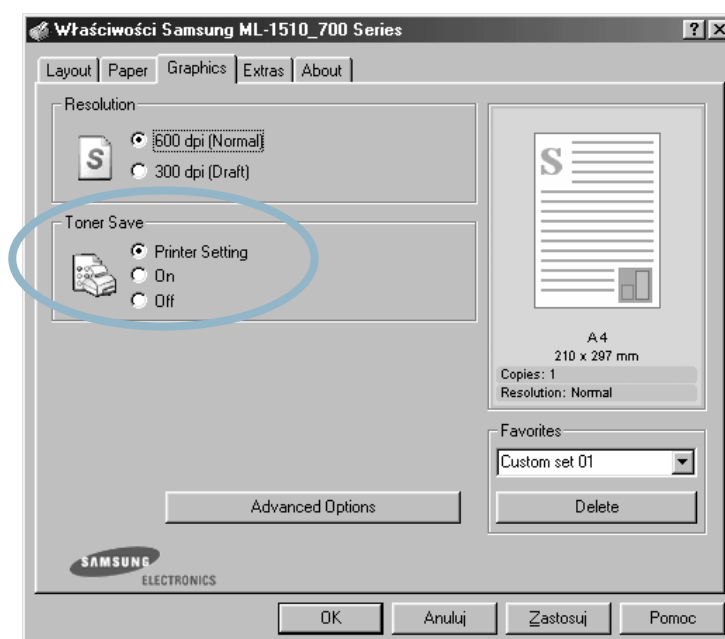 Właściwości Samsung ML-1510_700 Series
Layout Paper Graphics Extras About
Resolution
S
600 dpi (Normal)
300 dpi (Draft)
Toner Save
Printer Setting
On
Off
S
A4
210 x 297 mm
Copies: 1
Resolution: Normal
Favorites
Custom set 01
Advanced Options
Delete
SAMSUNG
ELECTRONICS
OK Anuluj Zastosuj Pomoc